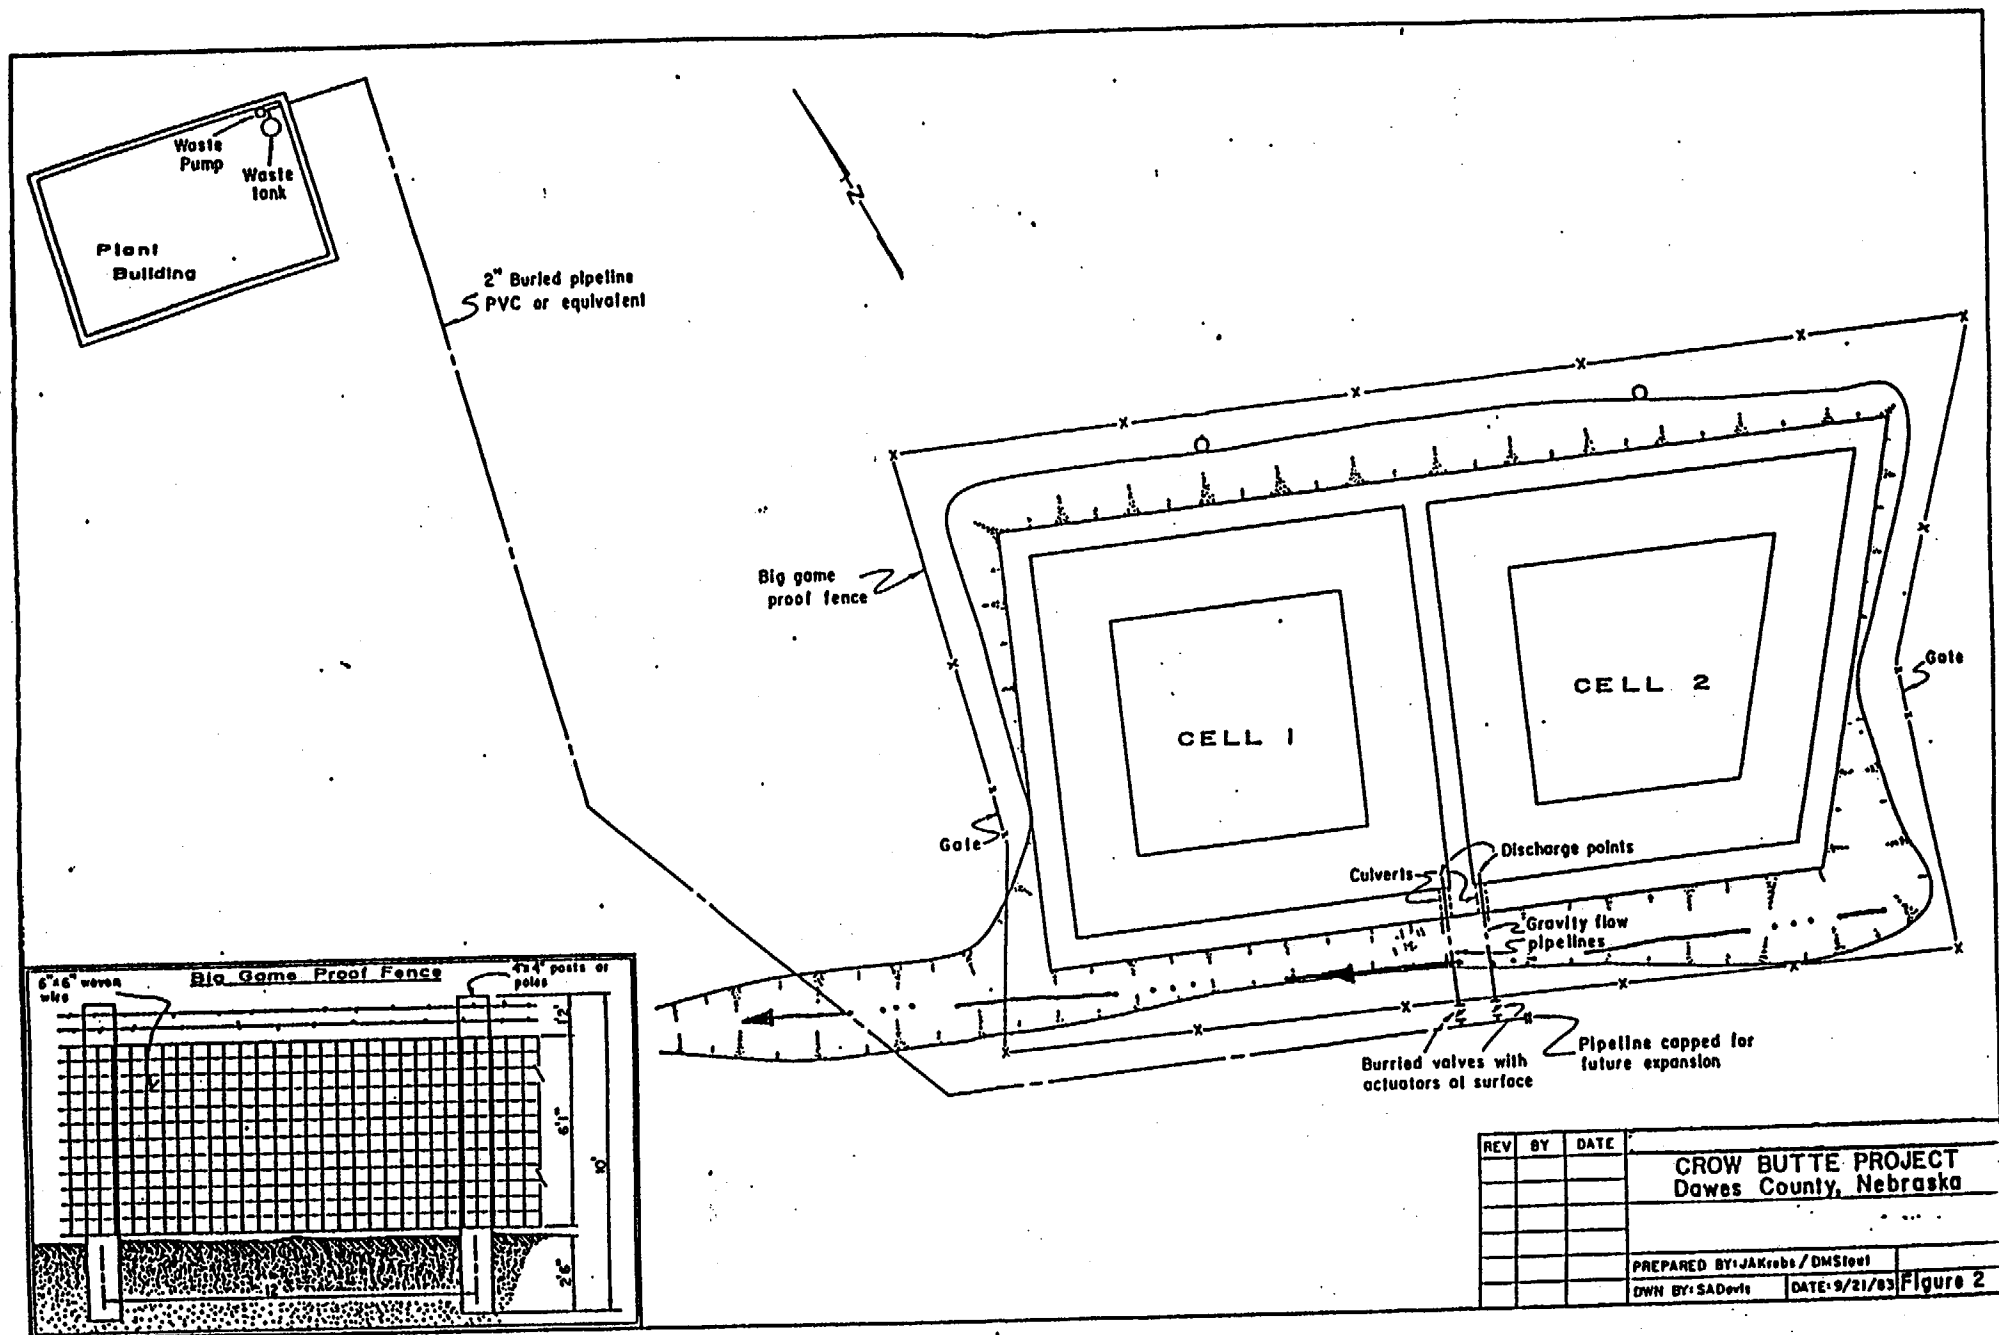 Waste
Pump
Waste
tank
Plant
Building
2" Buried pipeline
PVC or equivalent
N
Big game
proof fence
Gate
CELL 1
CELL 2
Gate
Discharge points
Culverts
Gravity flow
pipelines
Burried valves with
actuators at surface
Pipeline capped for
future expansion
Big Game Proof Fence
6"x6" woven
wire
4"x4" posts or
poles
6'1"
10'
2'6"
12'
REV BY DATE
CROW BUTTE PROJECT
Dawes County, Nebraska
PREPARED BY: JAKrebs / DMStout
DWN BY: SADavis DATE: 9/21/83 Figure 2